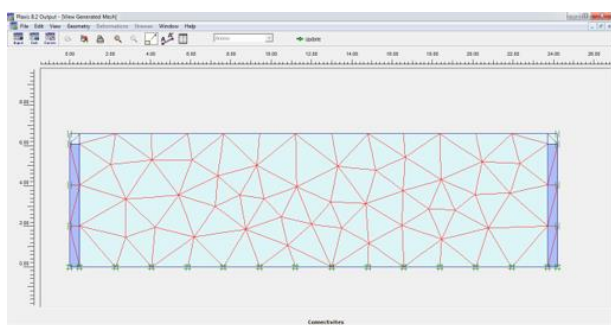 Plaxis 8.2 Output - [View Generated Mesh]
File Edit View Geometry Deformations Stresses Window Help
update
0.00 2.00 4.00 6.00 8.00 10.00 12.00 14.00 16.00 18.00 20.00 22.00 24.00 26.00
8.00
6.00
4.00
2.00
0.00
Connectivities